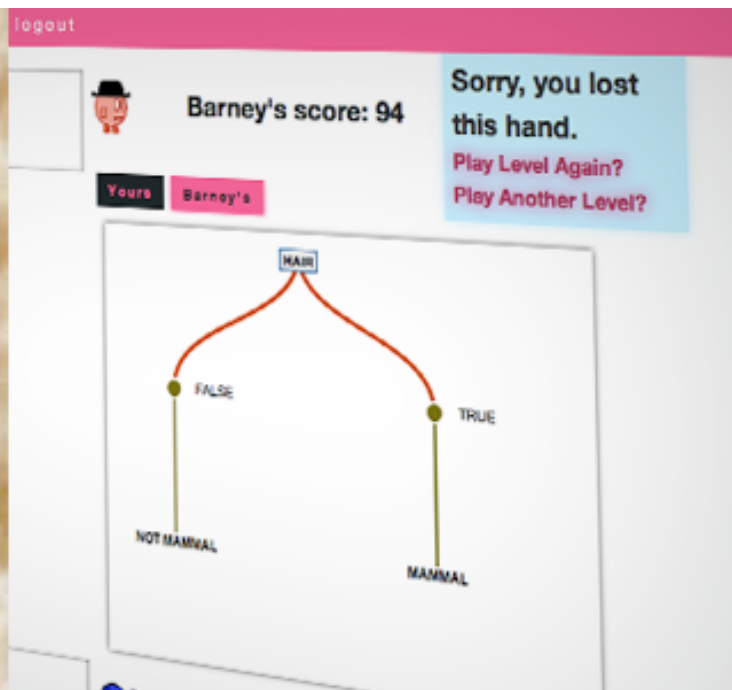 logout
Barney's score: 94
Sorry, you lost
this hand.
Play Level Again?
Play Another Level?
Yours
Barney's
HAIR
FALSE
TRUE
NOT MAMMAL
MAMMAL